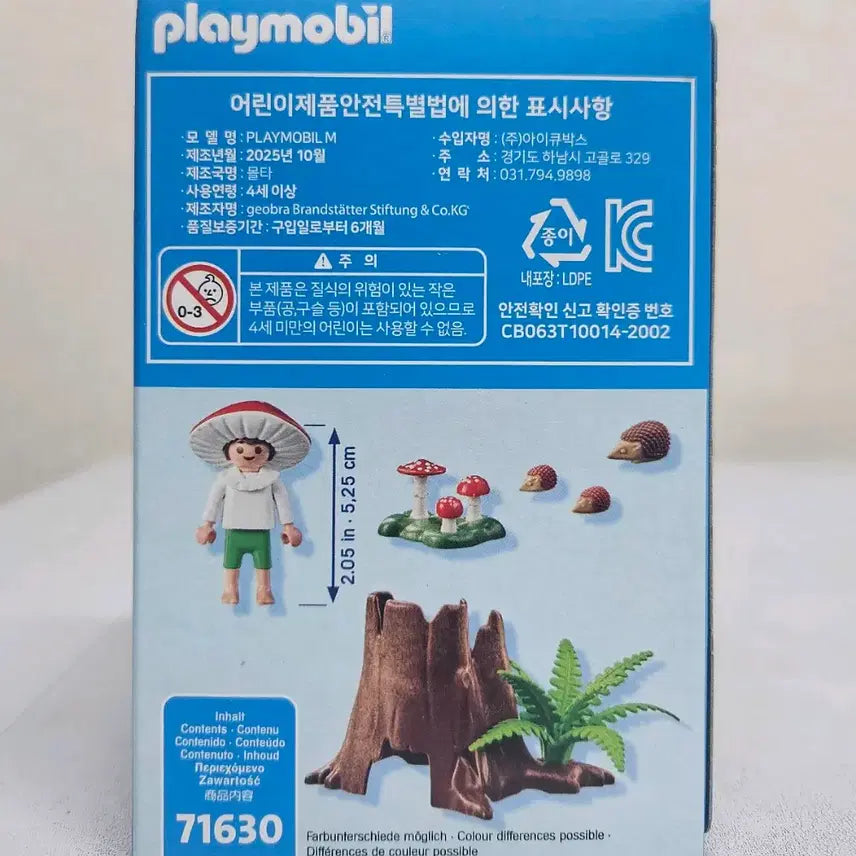 playmobil®
어린이제품안전특별법에 의한 표시사항
· 모 델 명 : PLAYMOBIL M
· 제조년월 : 2025년 10월
· 제조국명 : 몰타
· 사용연령 : 4세 이상
· 제조자명 : geobra Brandstätter Stiftung & Co.KG
· 품질보증기간 : 구입일로부터 6개월
· 수입자명 : (주)아이큐박스
· 주 소 : 경기도 하남시 고골로 329
· 연 락 처 : 031.794.9898
종이
내포장 : LDPE
안전확인 신고 확인증 번호
CB063T10014-2002
주 의
0-3
본 제품은 질식의 위험이 있는 작은
부품(공,구슬 등)이 포함되어 있으므로
4세 미만의 어린이는 사용할 수 없음.
2.05 in · 5,25 cm
Inhalt
Contents · Contenu
Contenido · Conteúdo
Contenuto · Inhoud
Περιεχόμενο
Zawartość
商品内容
71630
Farbunterschiede möglich · Colour differences possible ·
Différences de couleur possible